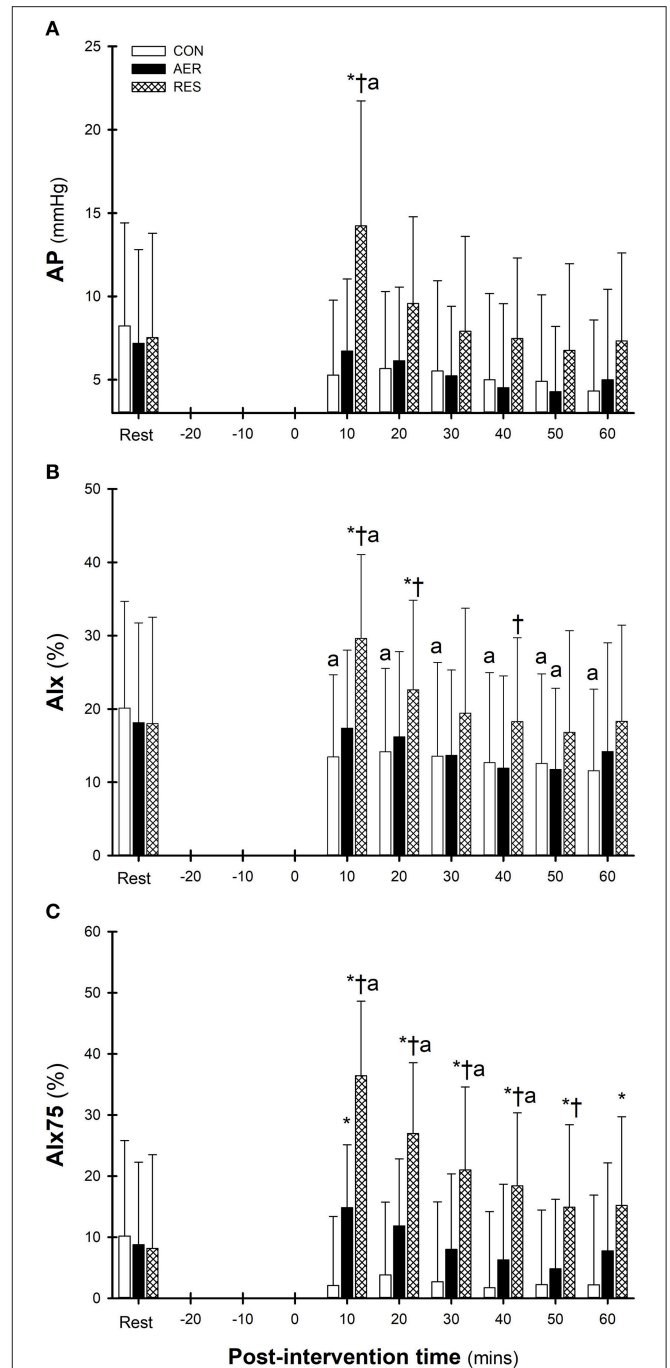 A
25
CON
AER
RES
*†a
20
15
10
5
AP (mmHg)
Rest -20 -10 0 10 20 30 40 50 60
B
50
*†a
40
*†
†
30
a a a a a a a
20
10
0
AIx (%)
Rest -20 -10 0 10 20 30 40 50 60
C
60
50
*†a
*†a
40
*†a
*†a
*†
*
30
*
20
10
0
AIx75 (%)
Rest -20 -10 0 10 20 30 40 50 60
Post-intervention time (mins)